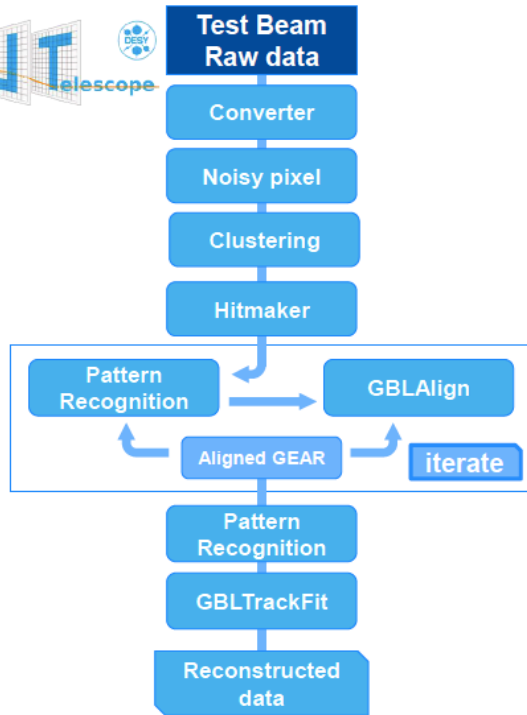 DESY
JT
elescope
Test Beam
Raw data
Converter
Noisy pixel
Clustering
Hitmaker
Pattern
Recognition
GBLAlign
Aligned GEAR
iterate
Pattern
Recognition
GBLTrackFit
Reconstructed
data